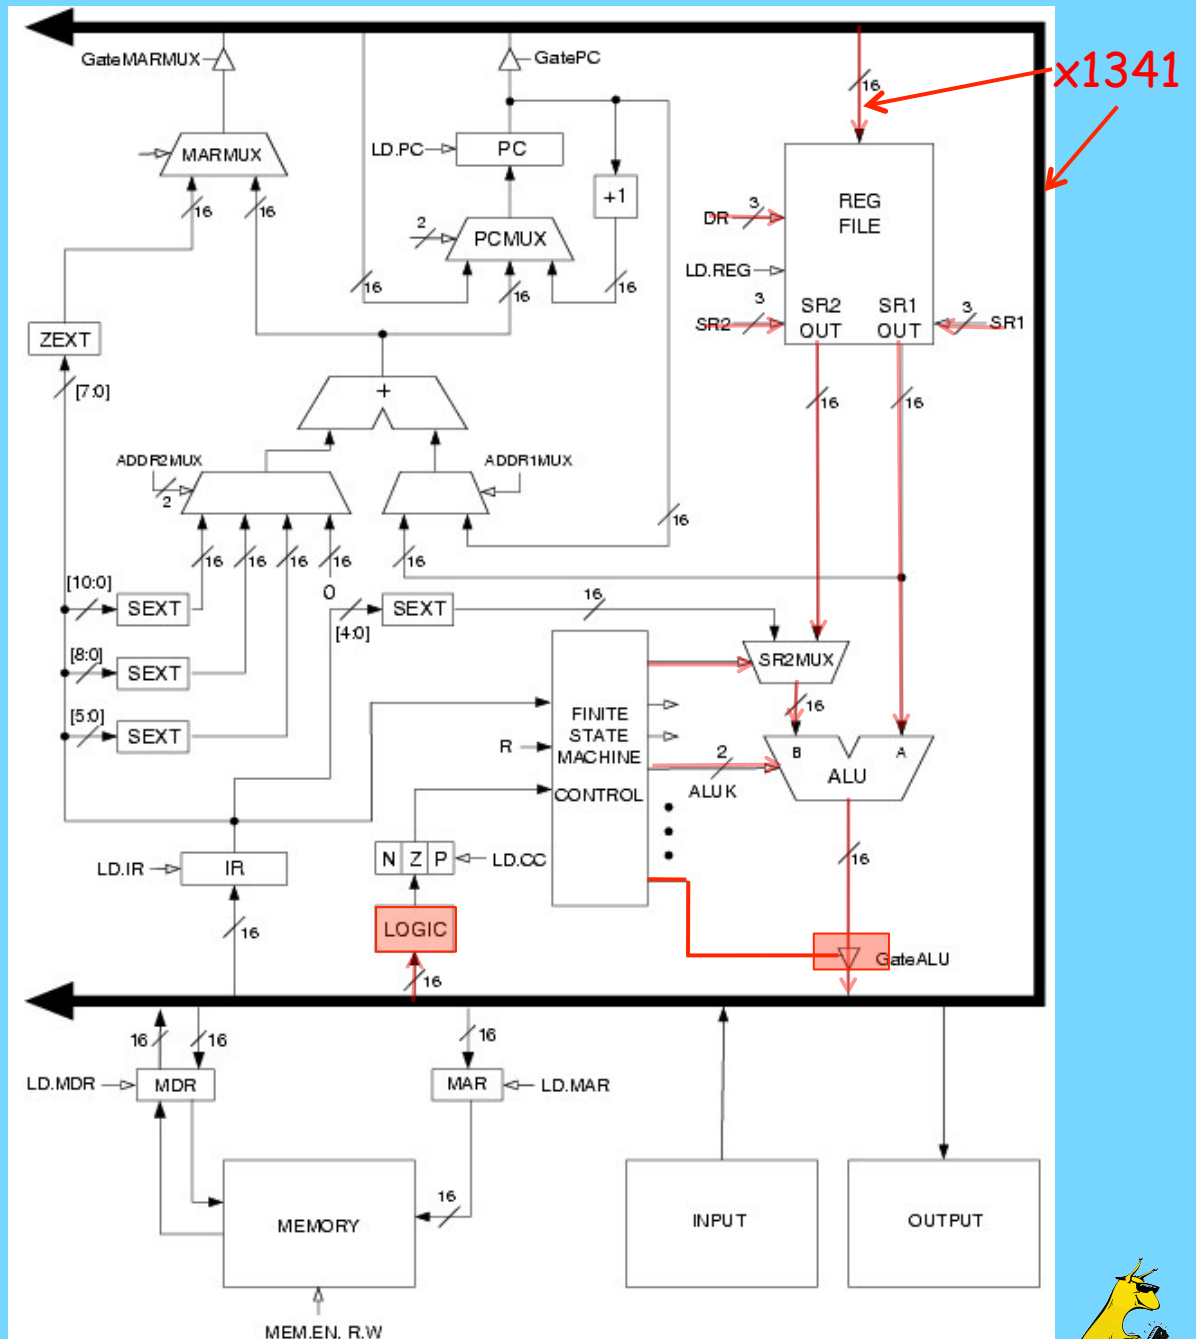 GateMARMUX
GatePC
x1341
16
LD.PC
PC
MARMUX
+1
REG
FILE
16
16
3
DR
2
PCMUX
LD.REG
16
16
16
3
SR2
SR2
OUT
SR1
OUT
3
SR1
ZEXT
[7:0]
+
16
16
ADDR2MUX
2
ADDR1MUX
16
16
16
16
16
16
0
[10:0]
SEXT
[4:0]
SEXT
16
[8:0]
SEXT
SR2MUX
16
[5:0]
SEXT
FINITE
STATE
MACHINE
CONTROL
R
2
ALUK
B
A
ALU
16
LD.IR
IR
N Z P
LD.CC
16
LOGIC
16
GateALU
16
16
16
LD.MDR
MDR
MAR
LD.MAR
16
MEMORY
INPUT
OUTPUT
MEM.EN, R.W